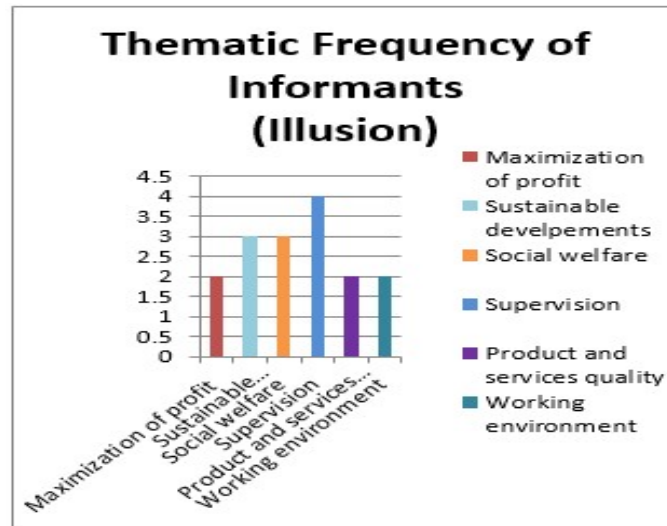 Thematic Frequency of
Informants
(Illusion)
4.5
4
3.5
3
2.5
2
1.5
1
0.5
0
Maximization of profit
Sustainable...
Social welfare
Supervision
Product and services...
Working environment
Maximization
of profit
Sustainable
develpements
Social welfare
Supervision
Product and
services quality
Working
environment